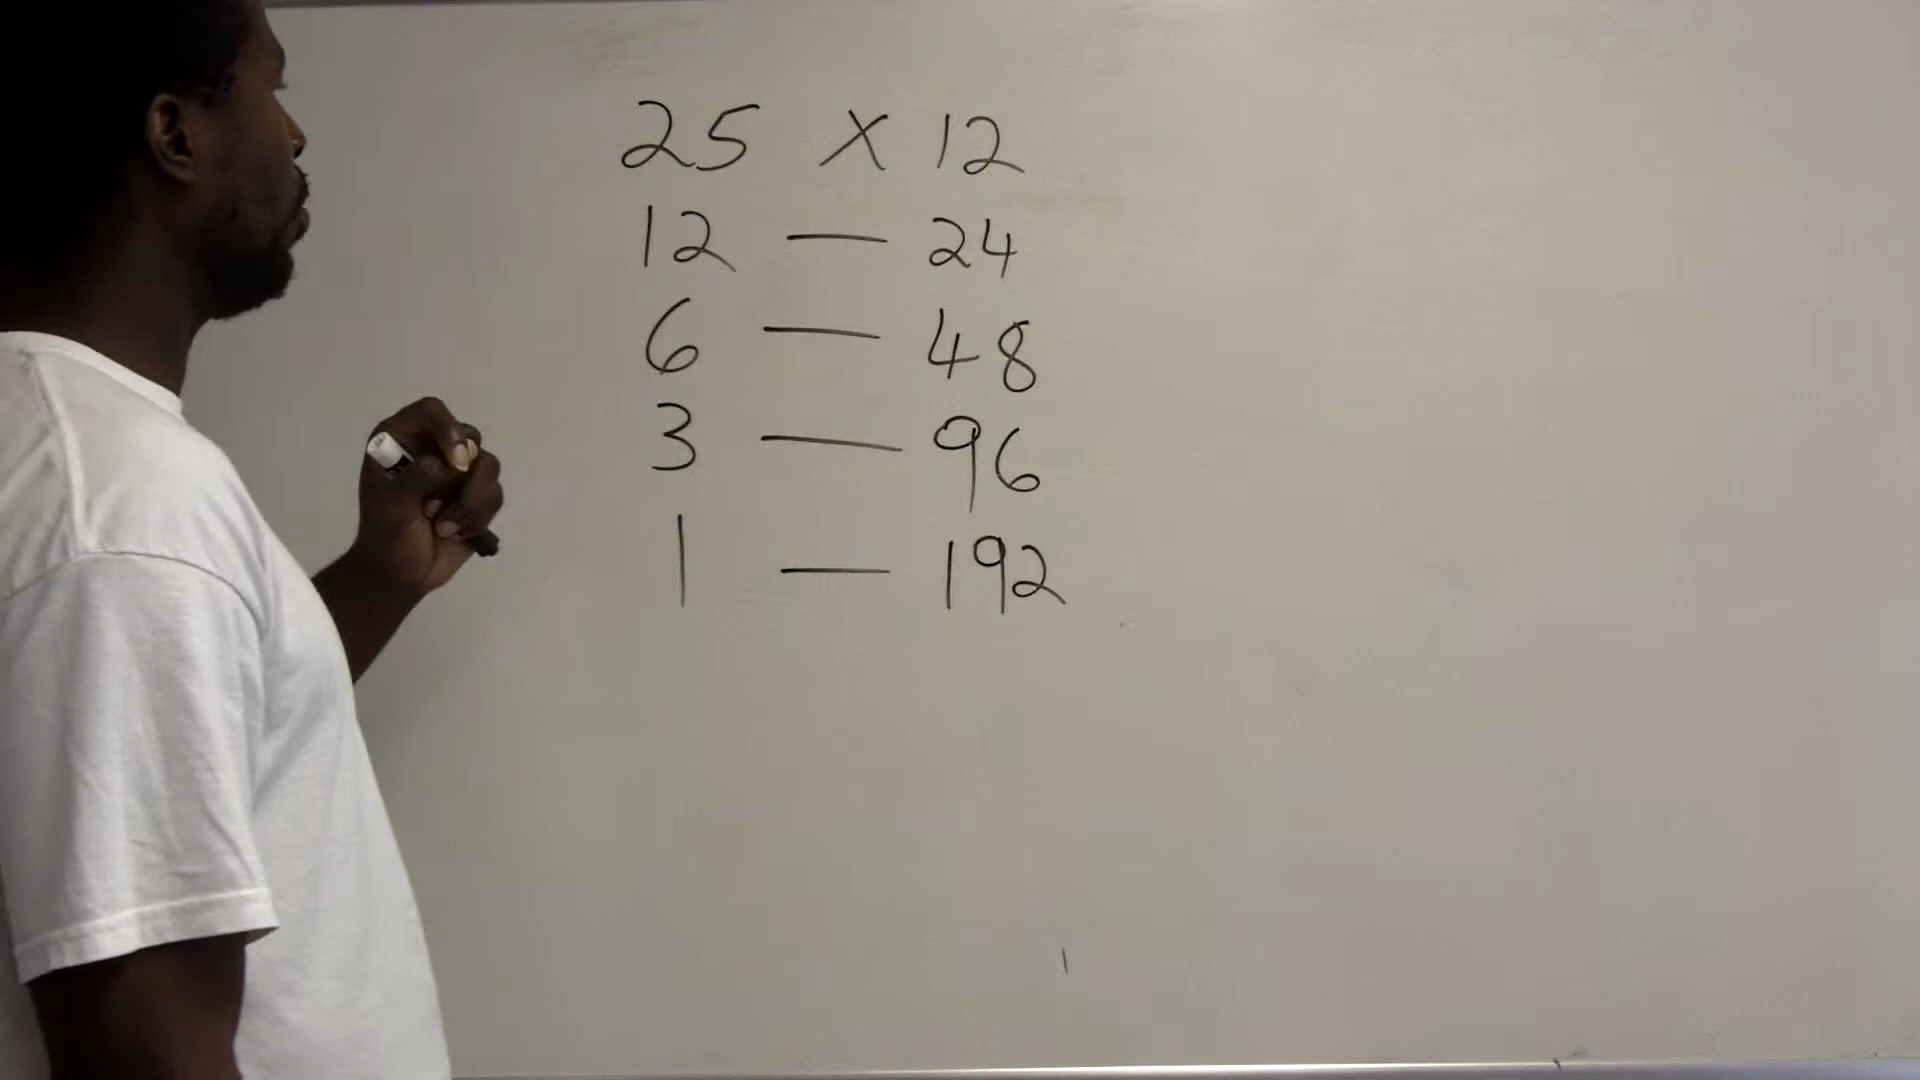 25 X 12
12 — 24
6 — 48
3 — 96
1 — 192